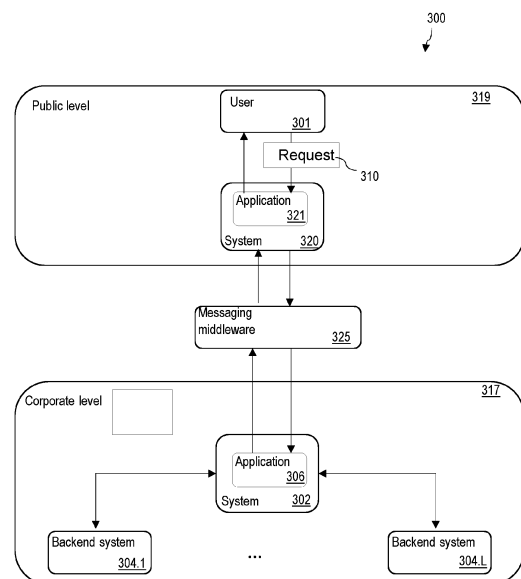 300
Public level
319
User
301
Request
310
Application
321
System
320
Messaging
middleware
325
Corporate level
317
Application
306
System
302
Backend system
304.1
...
Backend system
304.L